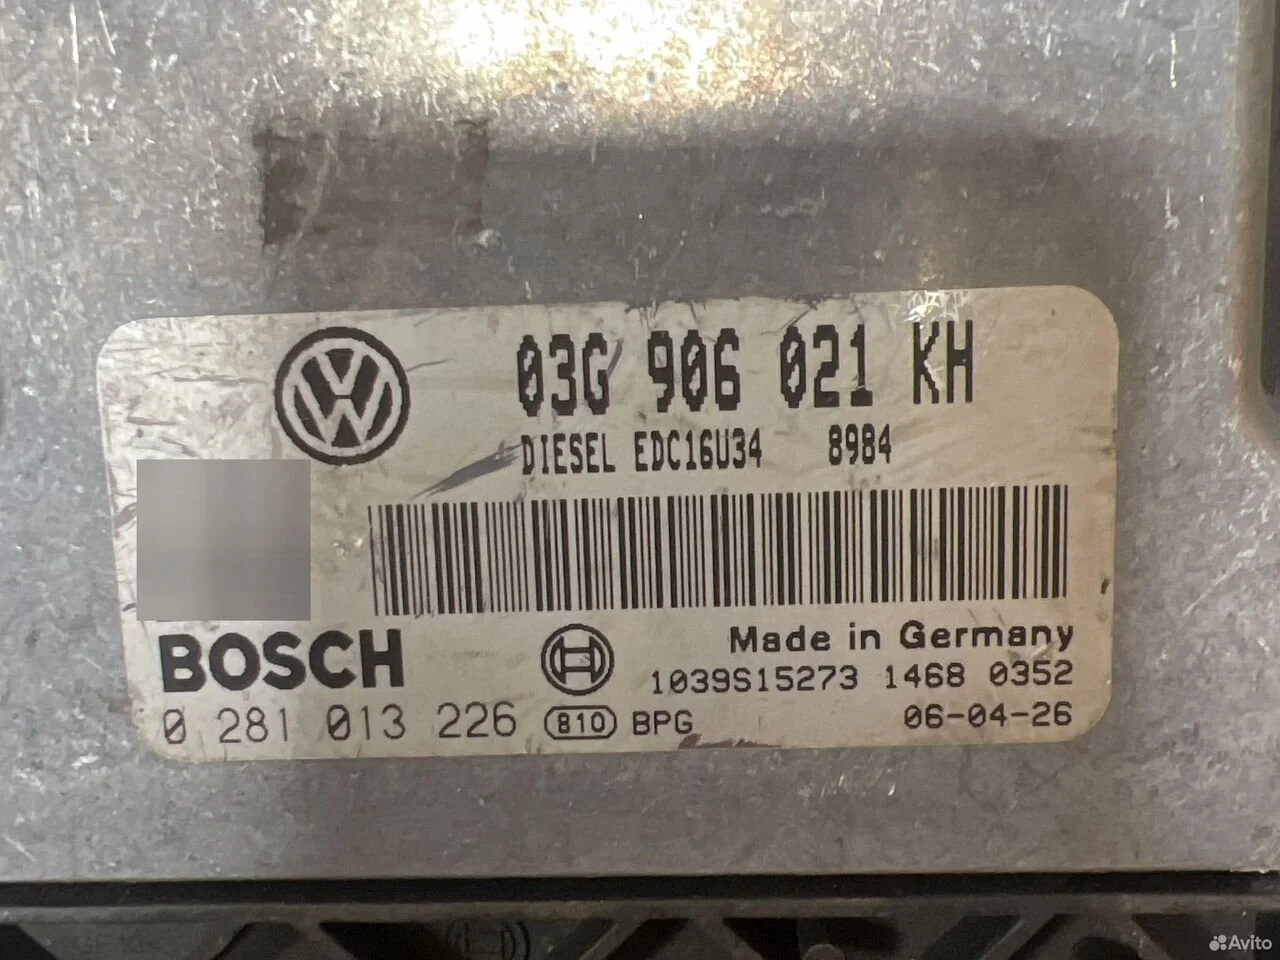 03G 906 021 KH
DIESEL EDC16U34 8984
BOSCH
Made in Germany
1039S15273 1468 0352
0 281 013 226 810 BPG 06-04-26
Avito